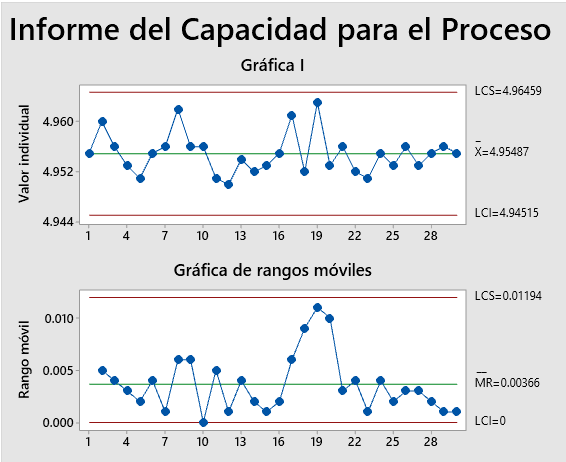 Informe del Capacidad para el Proceso
Gráfica I
LCS=4.96459
4.960
_
X=4.95487
4.952
LCI=4.94515
4.944
Valor individual
1 4 7 10 13 16 19 22 25 28
Gráfica de rangos móviles
LCS=0.01194
0.010
0.005
__
MR=0.00366
0.000
LCI=0
Rango móvil
1 4 7 10 13 16 19 22 25 28